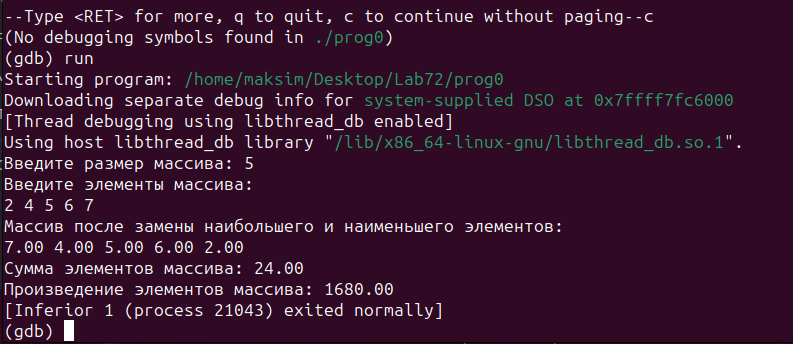 --Type <RET> for more, q to quit, c to continue without paging--c
(No debugging symbols found in ./prog0)
(gdb) run
Starting program: /home/maksim/Desktop/Lab72/prog0
Downloading separate debug info for system-supplied DSO at 0x7ffff7fc6000
[Thread debugging using libthread_db enabled]
Using host libthread_db library "/lib/x86_64-linux-gnu/libthread_db.so.1".
Введите размер массива: 5
Введите элементы массива:
2 4 5 6 7
Массив после замены наибольшего и наименьшего элементов:
7.00 4.00 5.00 6.00 2.00
Сумма элементов массива: 24.00
Произведение элементов массива: 1680.00
[Inferior 1 (process 21043) exited normally]
(gdb)